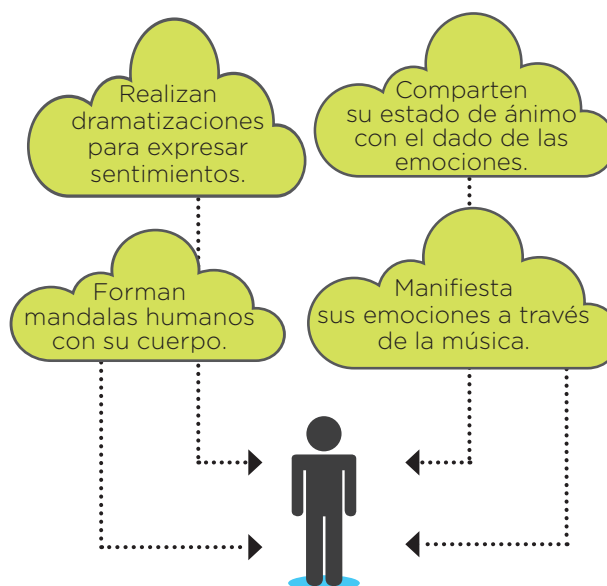 Realizan
dramatizaciones
para expresar
sentimientos.
Comparten
su estado de ánimo
con el dado de las
emociones.
Forman
mandalas humanos
con su cuerpo.
Manifiesta
sus emociones a través
de la música.